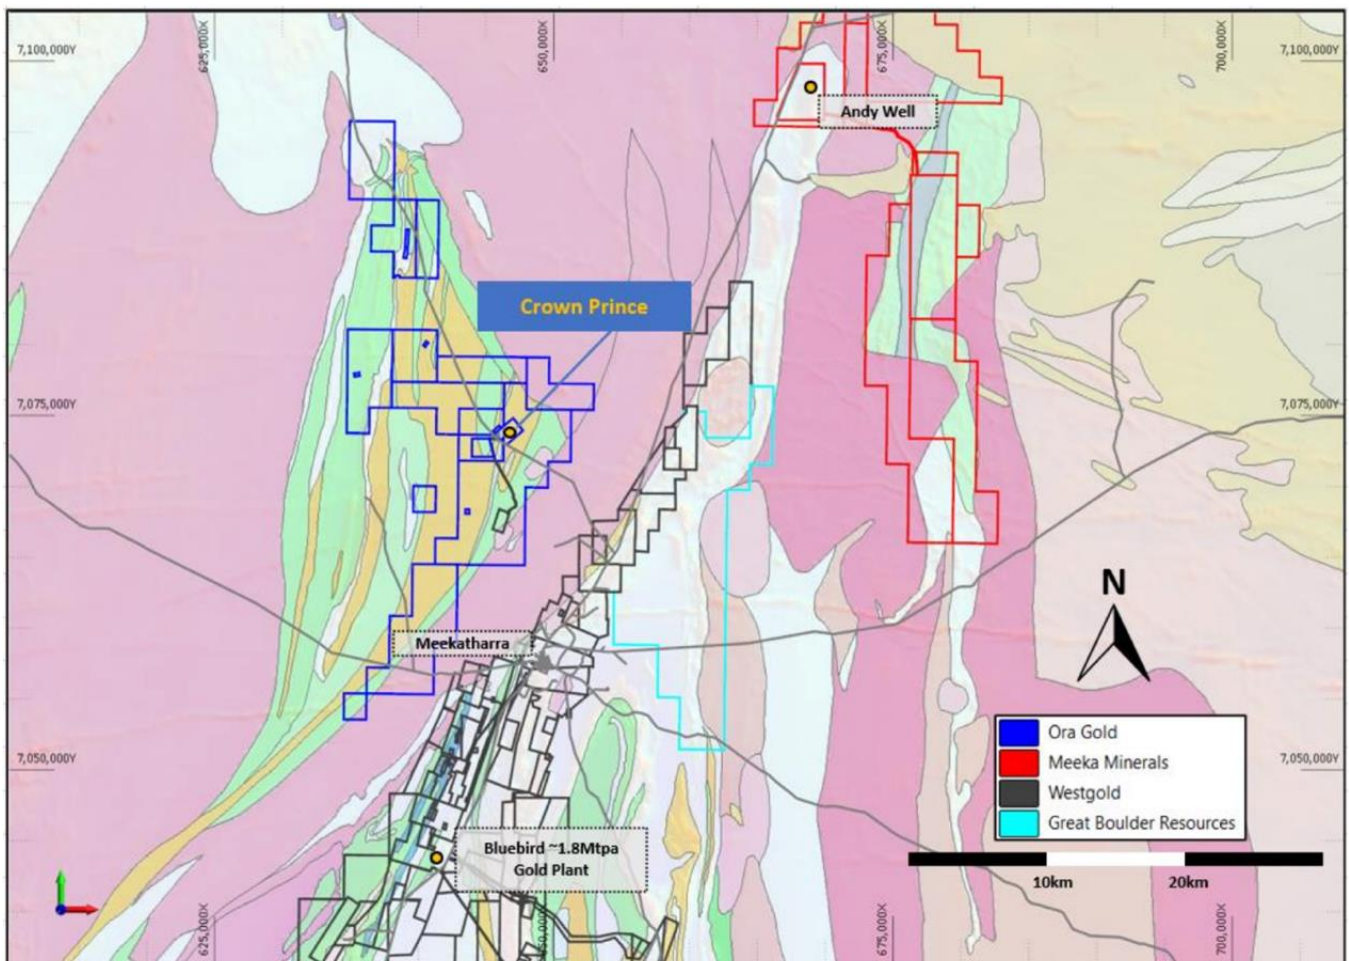 625,000X
650,000X
675,000X
700,000X
7,100,000Y
7,100,000Y
Andy Well
Crown Prince
7,075,000Y
7,075,000Y
N
Meekatharra
Ora Gold
Meeka Minerals
Westgold
Great Boulder Resources
7,050,000Y
7,050,000Y
Bluebird ~1.8Mtpa
Gold Plant
10km
20km
625,000X
675,000X
700,000X